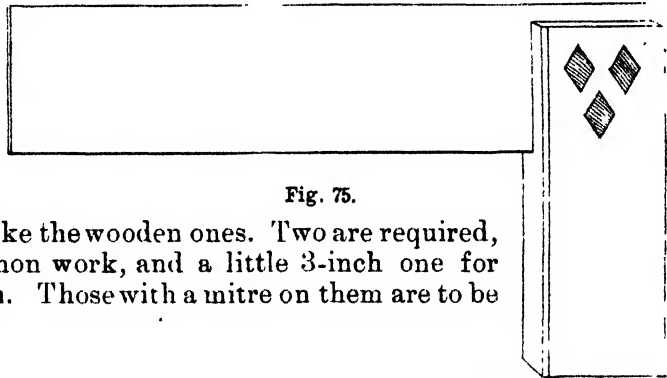 Fig. 75.
ke the wooden ones. Two are required,
non work, and a little 3-inch one for
. Those with a mitre on them are to be